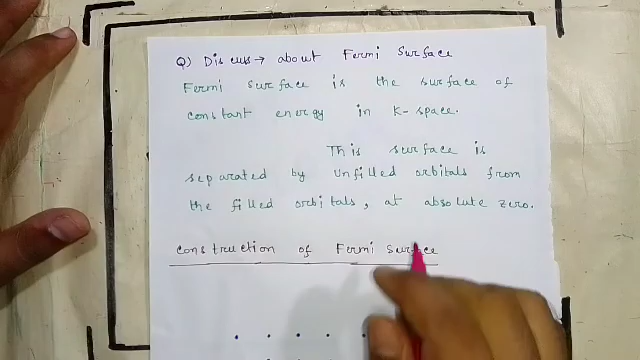 Q) Discus → about Fermi Surface
Fermi surface is the surface of
constant energy in K-space.
This surface is
separated by unfilled orbitals from
the filled orbitals, at absolute zero.
construction of Fermi Surface